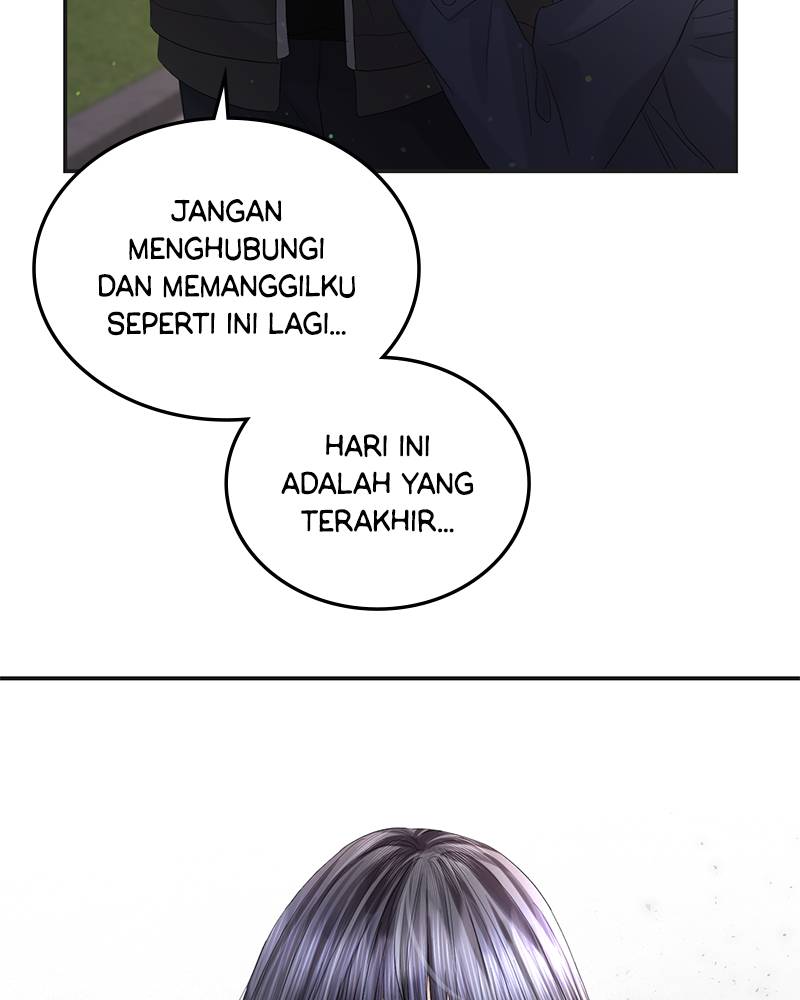 JANGAN
MENGHUBUNGI
DAN MEMANGGILKU
SEPERTI INI LAGI...
HARI INI
ADALAH YANG
TERAKHIR...